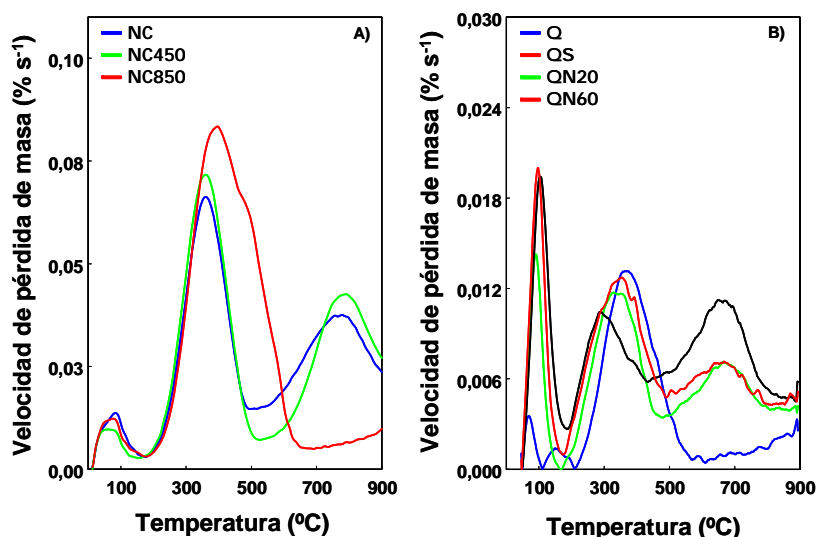 A)
NC
NC450
NC850
Velocidad de pérdida de masa (% s⁻¹)
0,10
0,08
0,05
0,03
0,00
100 300 500 700 900
Temperatura (ºC)
B)
Q
QS
QN20
QN60
Velocidad de pérdida de masa (% s⁻¹)
0,030
0,024
0,018
0,012
0,006
0,000
100 300 500 700 900
Temperatura (ºC)